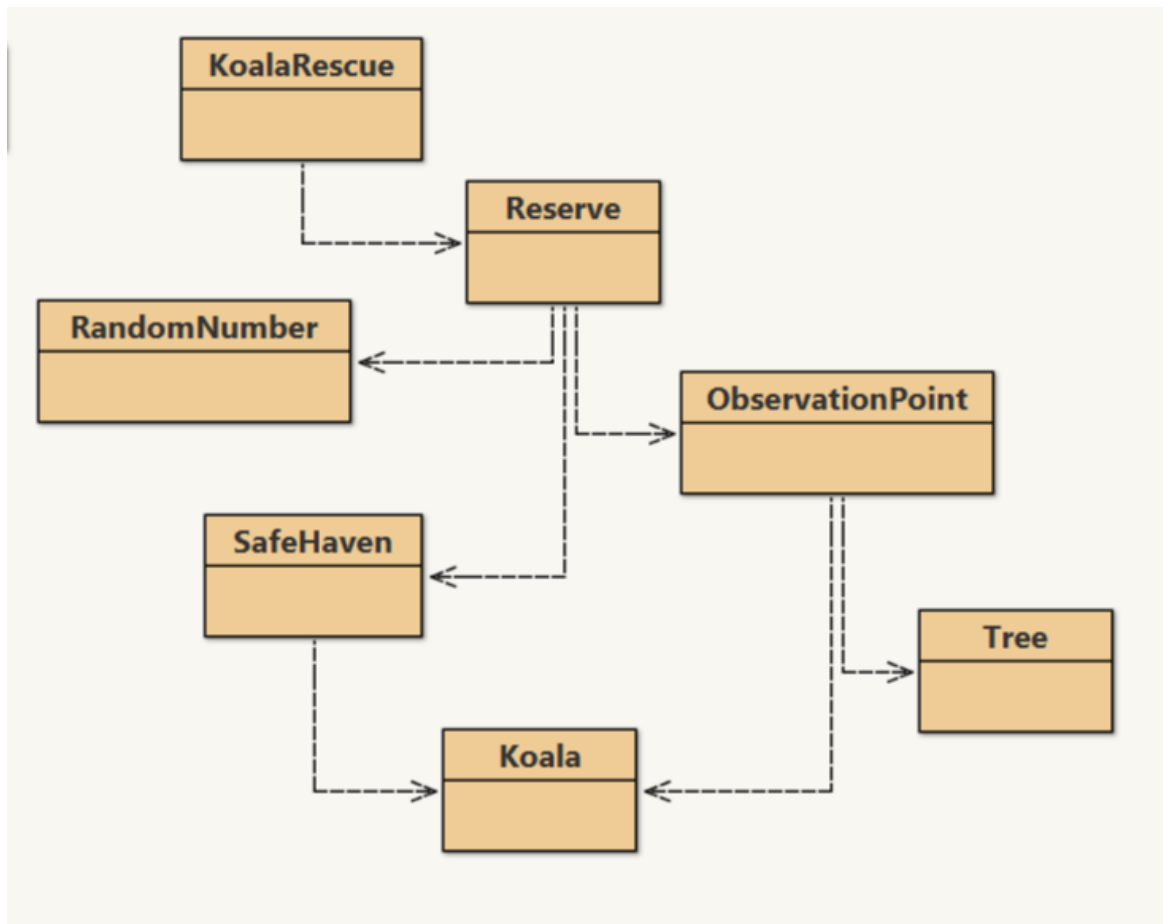 KoalaRescue
Reserve
RandomNumber
ObservationPoint
SafeHaven
Tree
Koala